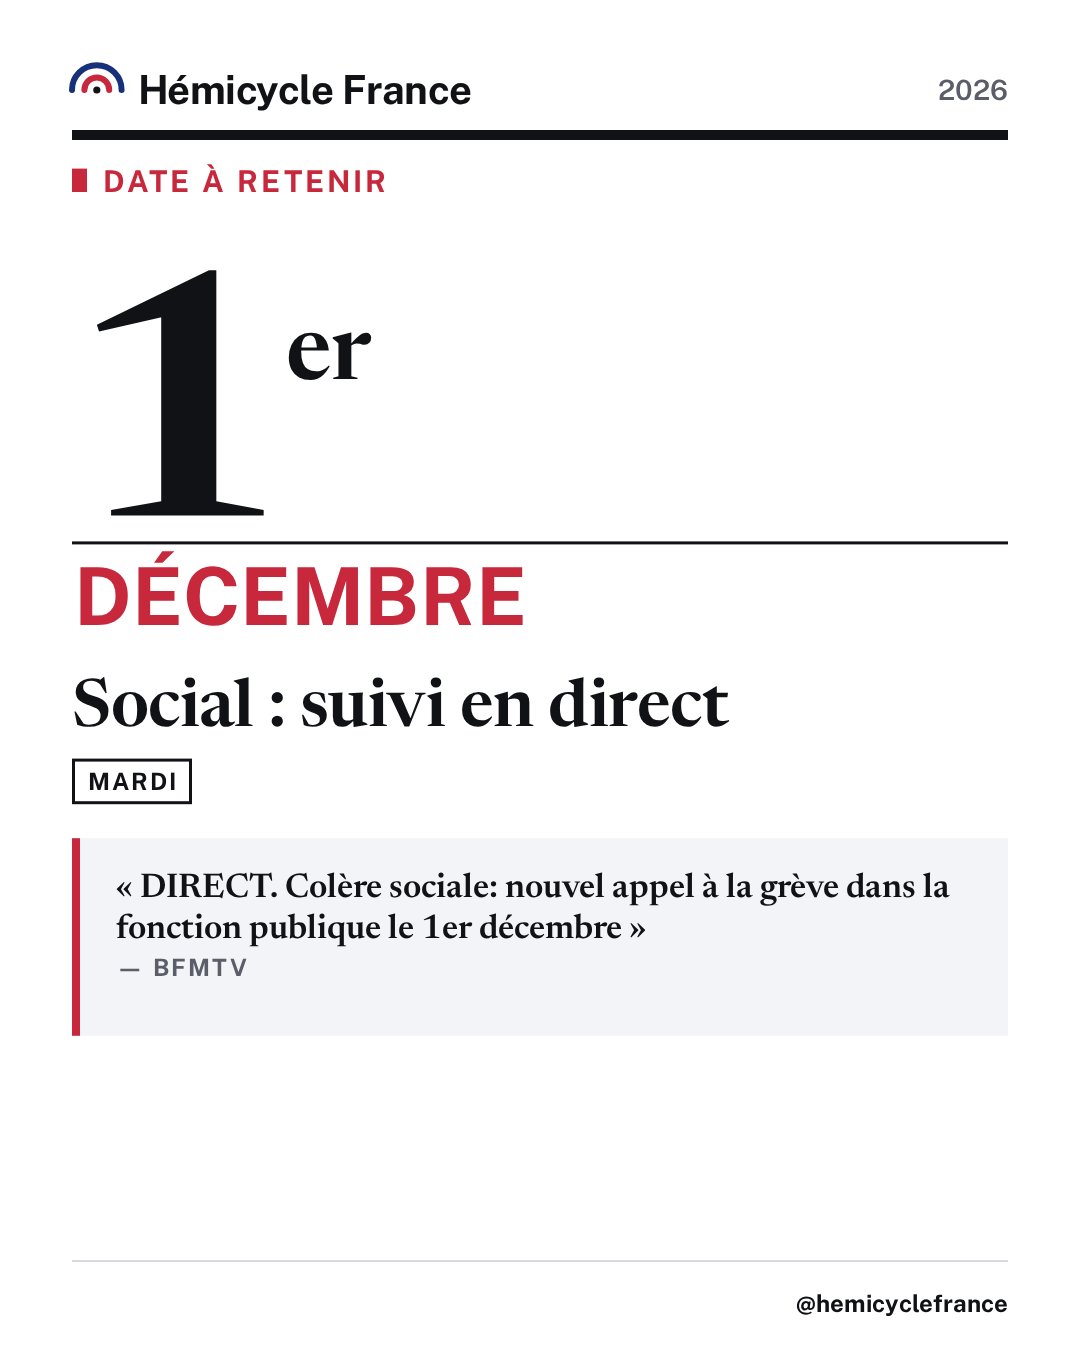 Hémicycle France
2026
DATE À RETENIR
1er
DÉCEMBRE
Social : suivi en direct
MARDI
« DIRECT. Colère sociale: nouvel appel à la grève dans la
fonction publique le 1er décembre »
— BFMTV
@hemicyclefrance